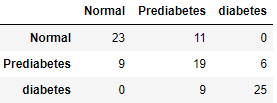 Normal Prediabetes diabetes
Normal 23 11 0
Prediabetes 9 19 6
diabetes 0 9 25